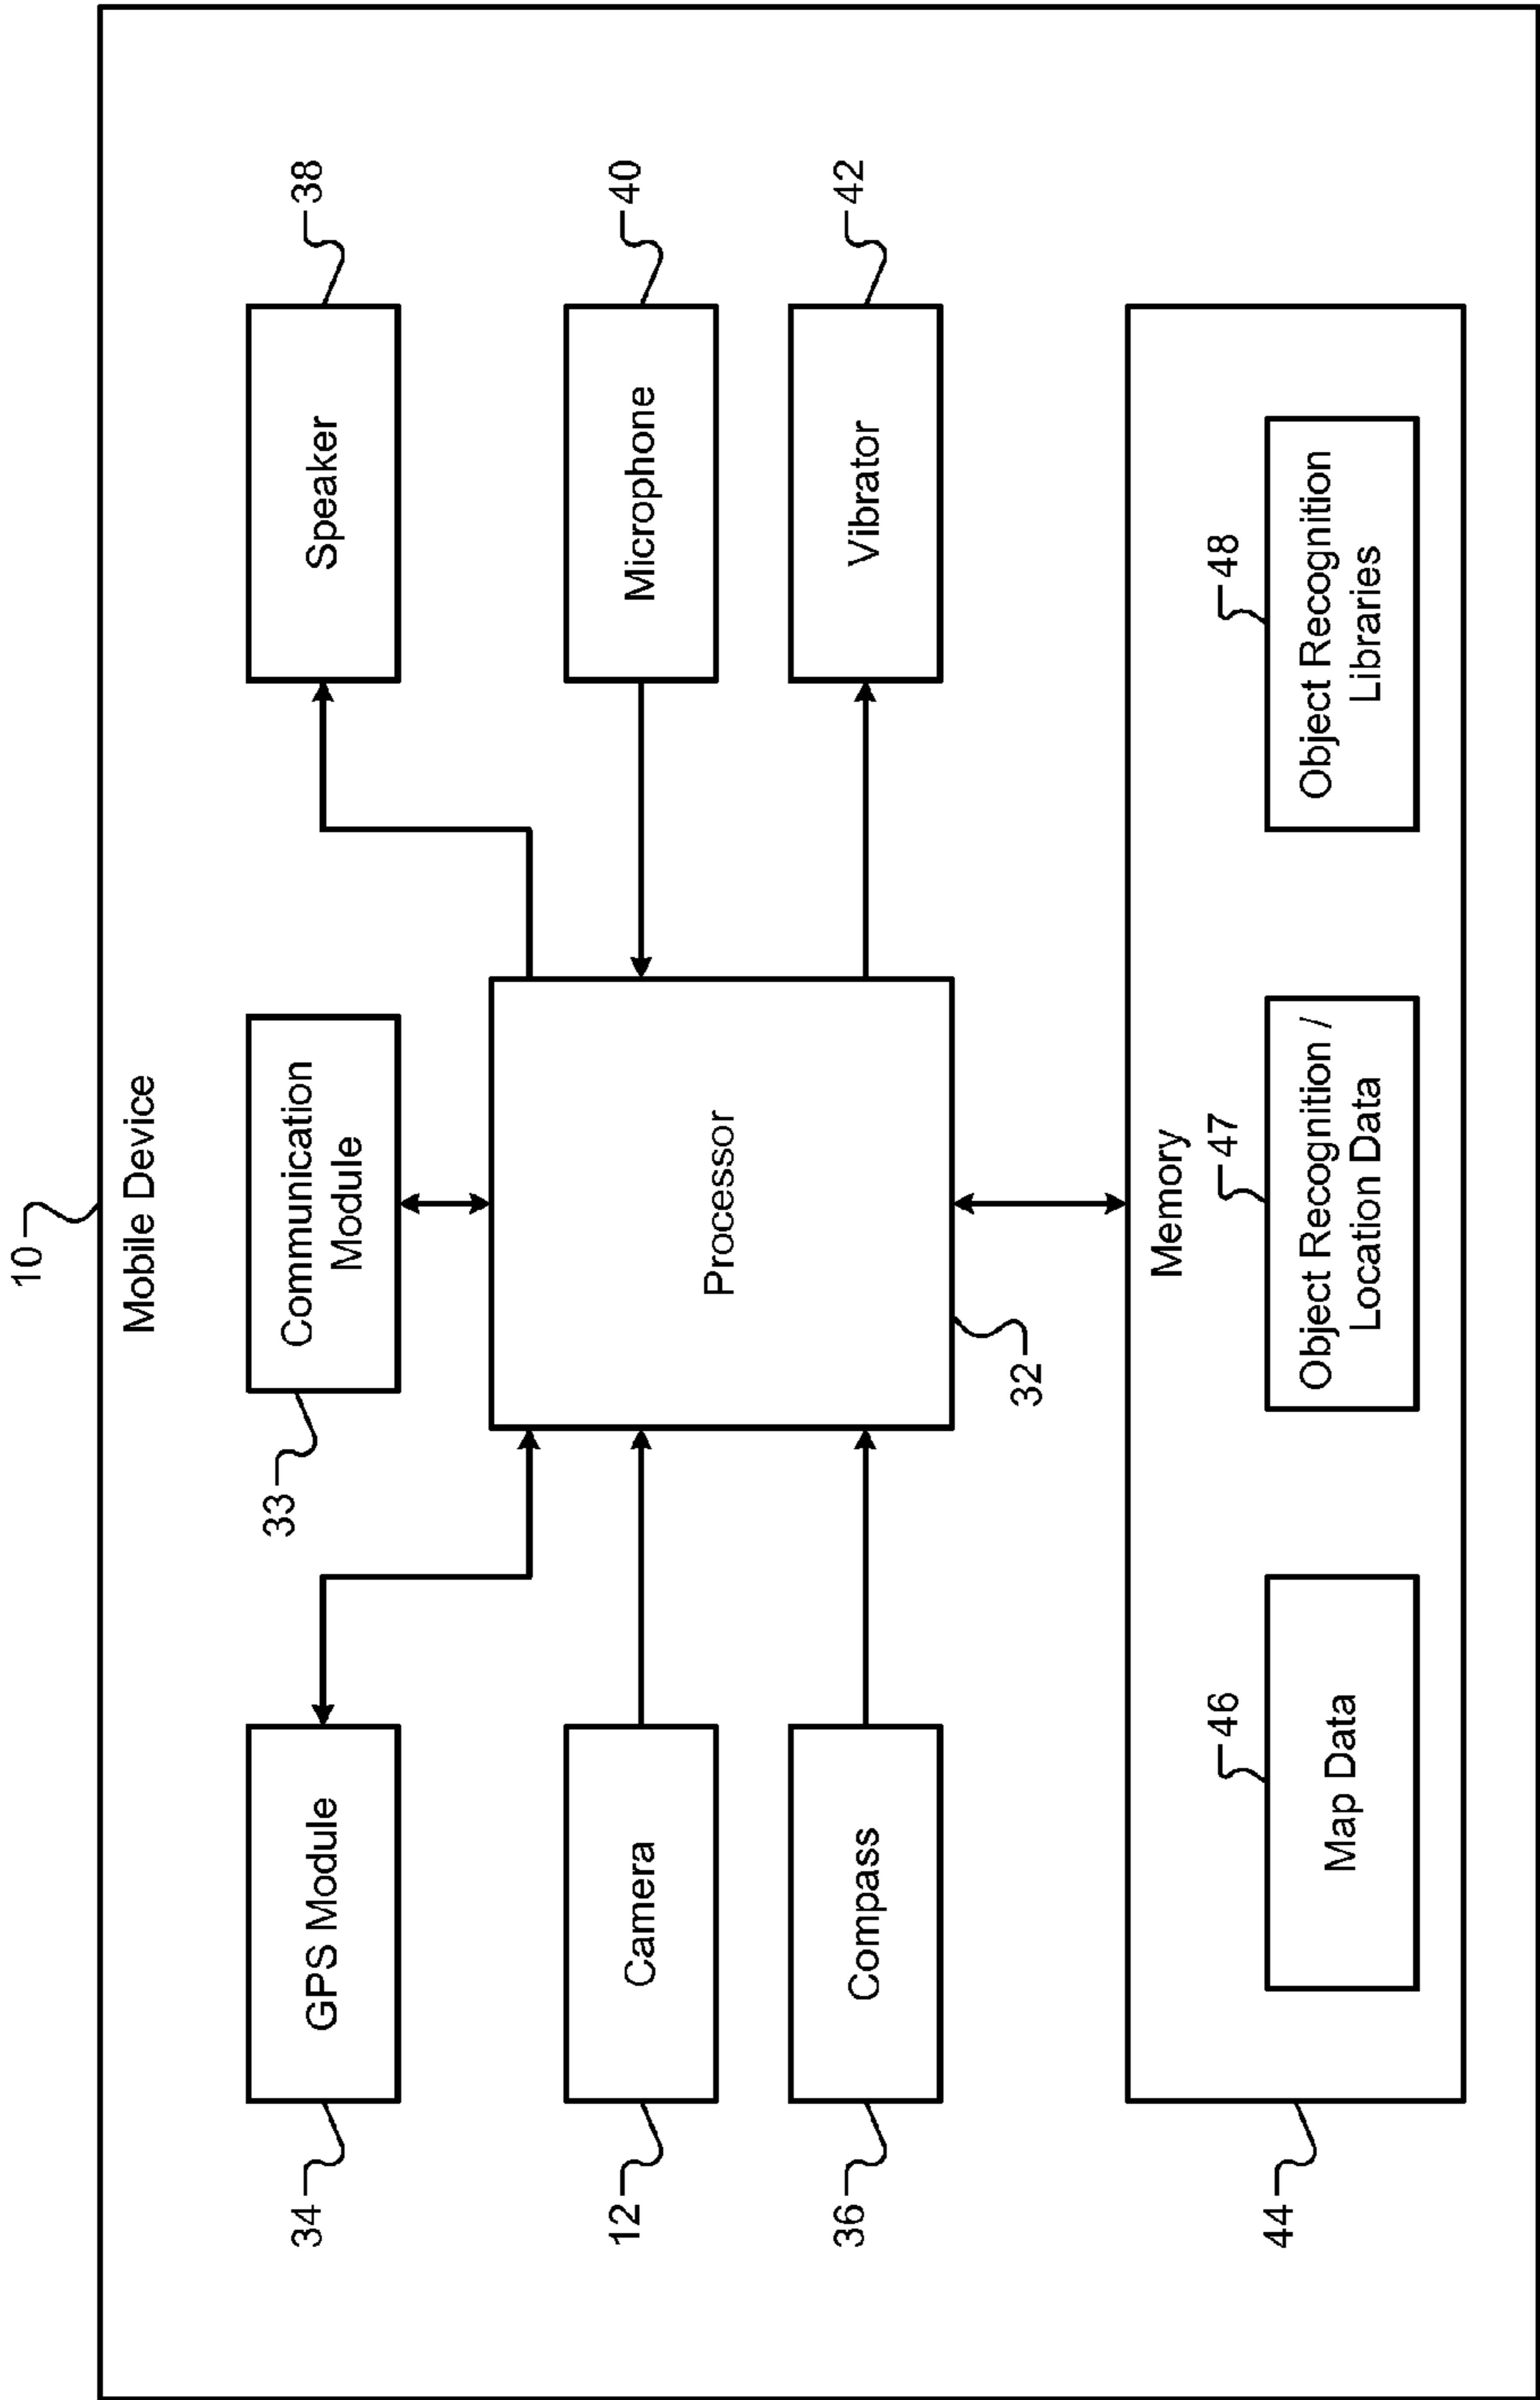 10
Mobile Device
34
GPS Module
33
Communication
Module
Speaker
38
12
Camera
Processor
32
Microphone
40
36
Compass
Vibrator
42
44
Memory
46
Map Data
47
Object Recognition /
Location Data
48
Object Recognition
Libraries